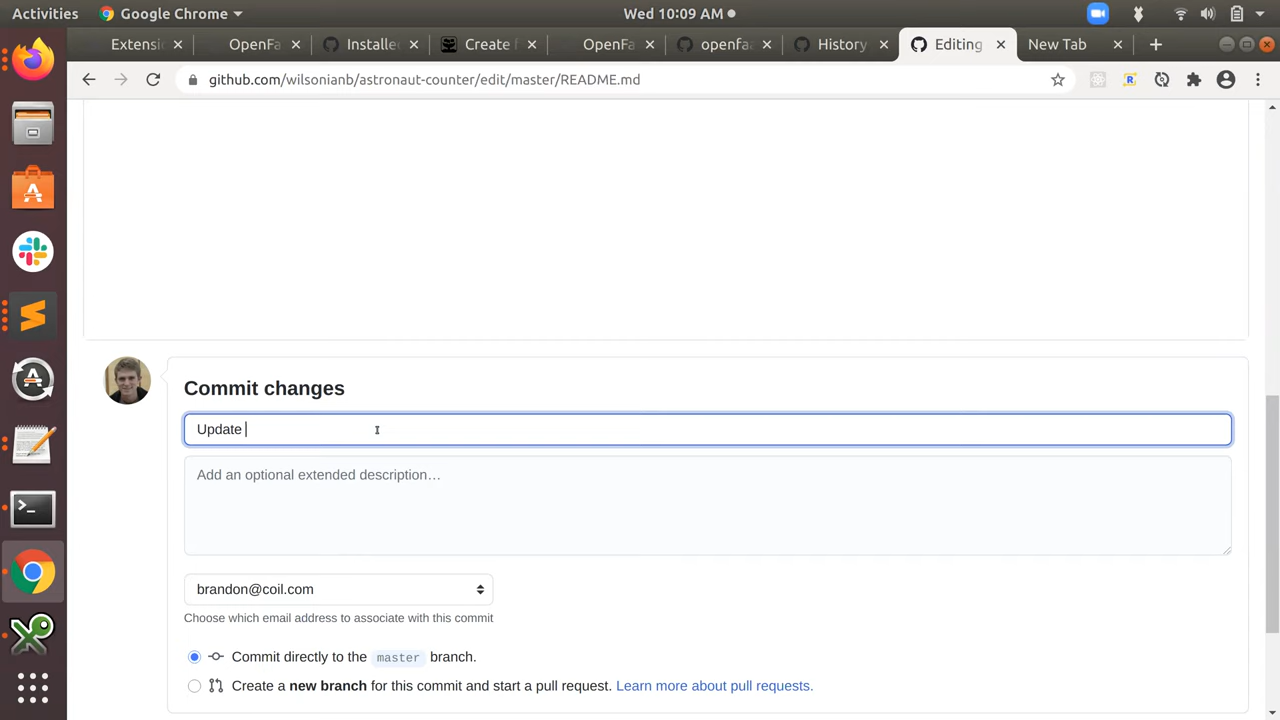 Activities
Google Chrome
Wed 10:09 AM
Extensi
OpenFa
Installe
Create
OpenFa
openfaa
History
Editing
New Tab
github.com/wilsonianb/astronaut-counter/edit/master/README.md
Commit changes
Update
Add an optional extended description…
brandon@coil.com
Choose which email address to associate with this commit
Commit directly to the master branch.
Create a new branch for this commit and start a pull request. Learn more about pull requests.